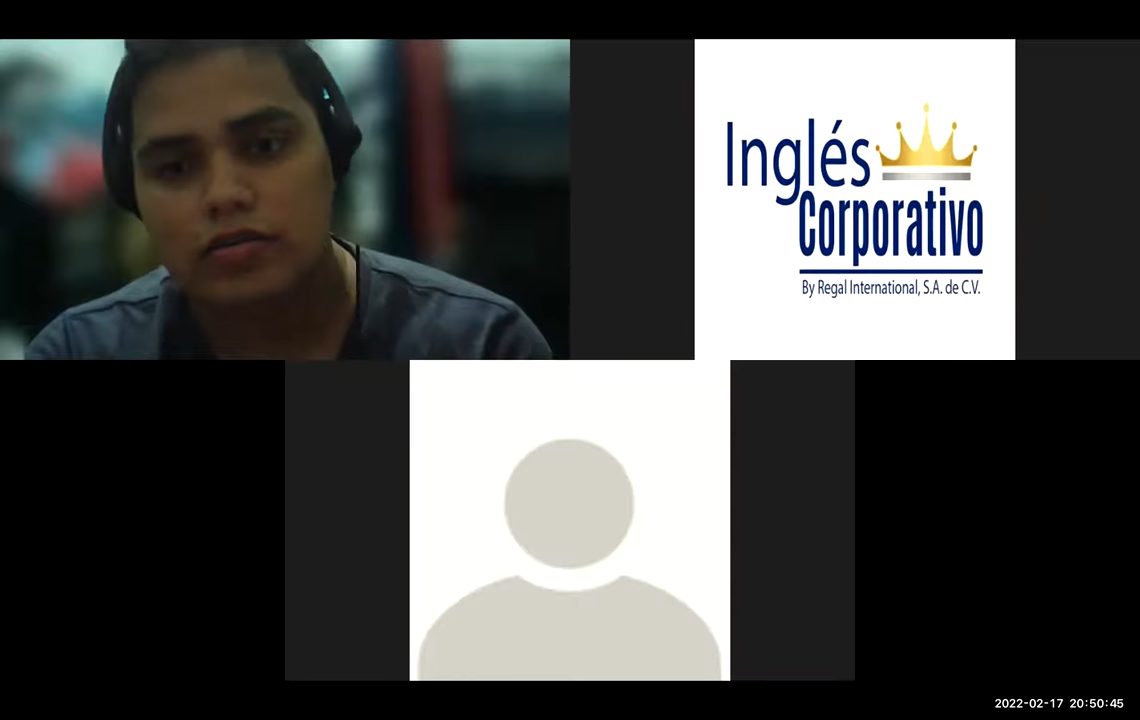 Inglés
Corporativo
By Regal International, S.A. de C.V.
2022-02-17 20:50:45